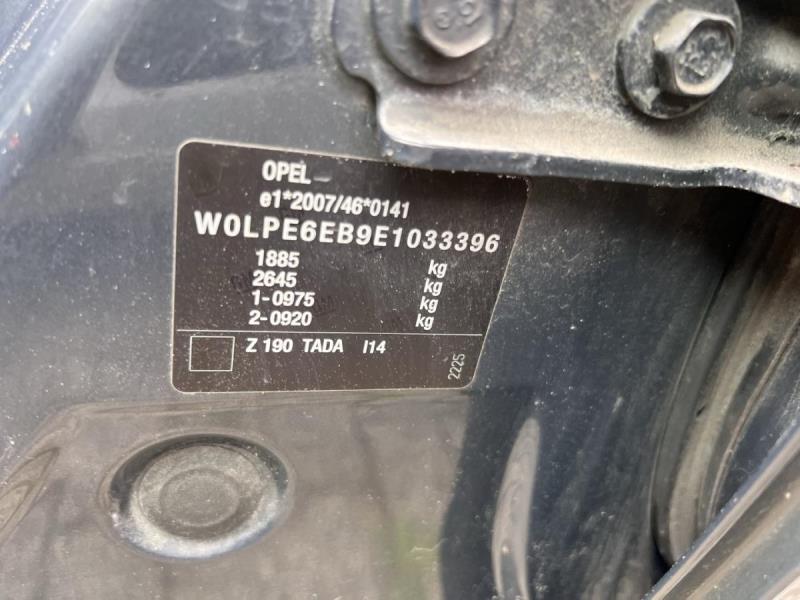 OPEL
e1*2007/46*0141
W0LPE6EB9E1033396
1885 kg
2645 kg
1-0975 kg
2-0920 kg
Z 190 TADA I14
2225